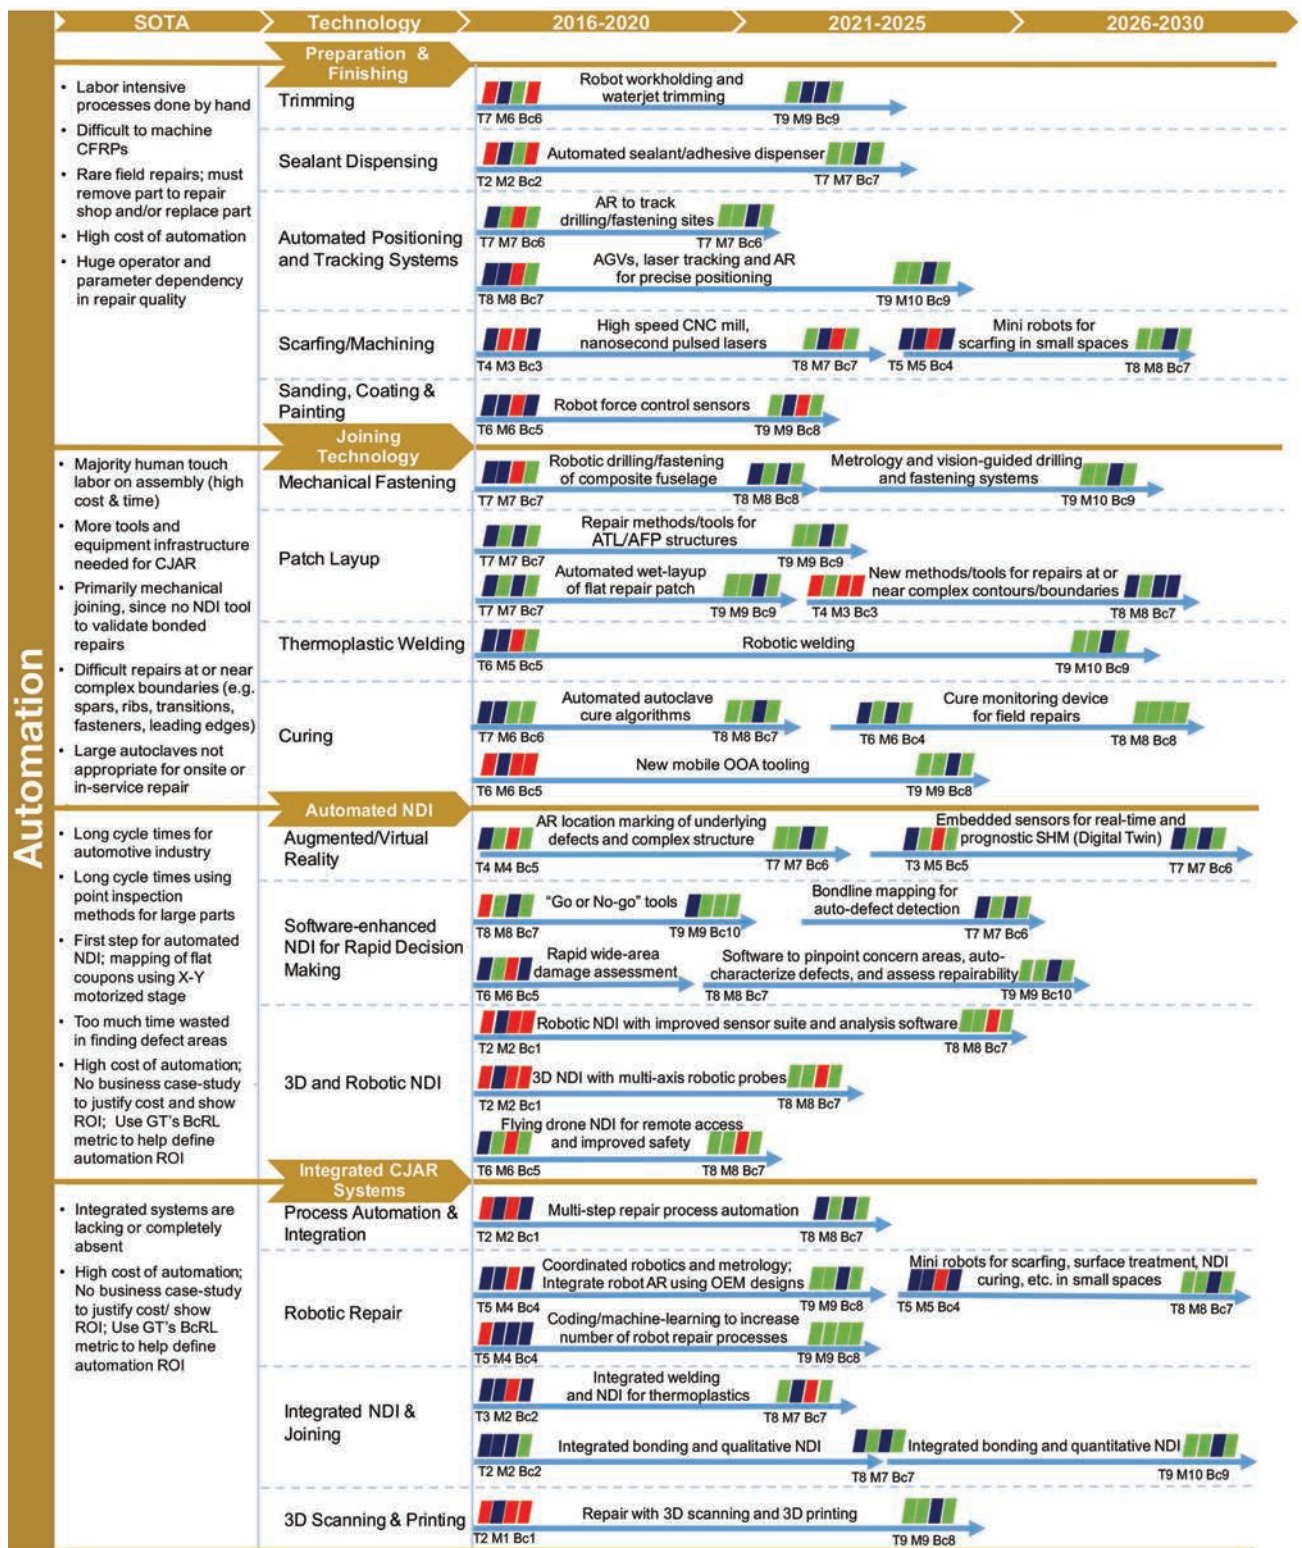 SOTA
Technology
2016-2020
2021-2025
2026-2030
Automation
Preparation &
Finishing
• Labor intensive
processes done by hand
• Difficult to machine
CFRPs
• Rare field repairs; must
remove part to repair
shop and/or replace part
• High cost of automation
• Huge operator and
parameter dependency
in repair quality
Trimming
Robot workholding and
waterjet trimming
T7 M6 Bc6
T9 M9 Bc9
Sealant Dispensing
Automated sealant/adhesive dispenser
T2 M2 Bc2
T7 M7 Bc7
Automated Positioning
and Tracking Systems
AR to track
drilling/fastening sites
T7 M7 Bc6
T7 M7 Bc6
AGVs, laser tracking and AR
for precise positioning
T8 M8 Bc7
T9 M10 Bc9
Scarfing/Machining
High speed CNC mill,
nanosecond pulsed lasers
T4 M3 Bc3
T8 M7 Bc7
Mini robots for
scarfing in small spaces
T5 M5 Bc4
T8 M8 Bc7
Sanding, Coating &
Painting
Robot force control sensors
T6 M6 Bc5
T9 M9 Bc8
Joining
Technology
• Majority human touch
labor on assembly (high
cost & time)
• More tools and
equipment infrastructure
needed for CJAR
• Primarily mechanical
joining, since no NDI tool
to validate bonded
repairs
• Difficult repairs at or near
complex boundaries (e.g.
spars, ribs, transitions,
fasteners, leading edges)
• Large autoclaves not
appropriate for onsite or
in-service repair
Mechanical Fastening
Robotic drilling/fastening
of composite fuselage
T7 M7 Bc7
T8 M8 Bc8
Metrology and vision-guided drilling
and fastening systems
T9 M10 Bc9
Patch Layup
Repair methods/tools for
ATL/AFP structures
T7 M7 Bc7
T9 M9 Bc9
Automated wet-layup
of flat repair patch
T7 M7 Bc7
T9 M9 Bc9
New methods/tools for repairs at or
near complex contours/boundaries
T4 M3 Bc3
T8 M8 Bc7
Thermoplastic Welding
Robotic welding
T6 M5 Bc5
T9 M10 Bc9
Curing
Automated autoclave
cure algorithms
T7 M6 Bc6
T8 M8 Bc7
Cure monitoring device
for field repairs
T6 M6 Bc4
T8 M8 Bc8
New mobile OOA tooling
T6 M6 Bc5
T9 M9 Bc8
Automated NDI
• Long cycle times for
automotive industry
• Long cycle times using
point inspection
methods for large parts
• First step for automated
NDI; mapping of flat
coupons using X-Y
motorized stage
• Too much time wasted
in finding defect areas
• High cost of automation;
No business case-study
to justify cost and show
ROI; Use GT's BcRL
metric to help define
automation ROI
Augmented/Virtual
Reality
AR location marking of underlying
defects and complex structure
T4 M4 Bc5
T7 M7 Bc6
Embedded sensors for real-time and
prognostic SHM (Digital Twin)
T3 M5 Bc5
T7 M7 Bc6
Software-enhanced
NDI for Rapid Decision
Making
“Go or No-go” tools
T8 M8 Bc7
T9 M9 Bc10
Bondline mapping for
auto-defect detection
T7 M7 Bc6
Rapid wide-area
damage assessment
T6 M6 Bc5
Software to pinpoint concern areas, auto-
characterize defects, and assess repairability
T8 M8 Bc7
T9 M9 Bc10
3D and Robotic NDI
Robotic NDI with improved sensor suite and analysis software
T2 M2 Bc1
T8 M8 Bc7
3D NDI with multi-axis robotic probes
T2 M2 Bc1
T8 M8 Bc7
Flying drone NDI for remote access
and improved safety
T6 M6 Bc5
T8 M8 Bc7
Integrated CJAR
Systems
• Integrated systems are
lacking or completely
absent
• High cost of automation;
No business case-study
to justify cost/ show
ROI; Use GT's BcRL
metric to help define
automation ROI
Process Automation &
Integration
Multi-step repair process automation
T2 M2 Bc1
T8 M8 Bc7
Robotic Repair
Coordinated robotics and metrology;
Integrate robot AR using OEM designs
T5 M4 Bc4
T9 M9 Bc8
Mini robots for scarfing, surface treatment, NDI
curing, etc. in small spaces
T5 M5 Bc4
T8 M8 Bc7
Coding/machine-learning to increase
number of robot repair processes
T5 M4 Bc4
T9 M9 Bc8
Integrated NDI &
Joining
Integrated welding
and NDI for thermoplastics
T3 M2 Bc2
T8 M7 Bc7
Integrated bonding and qualitative NDI
T2 M2 Bc2
T8 M7 Bc7
Integrated bonding and quantitative NDI
T9 M10 Bc9
3D Scanning & Printing
Repair with 3D scanning and 3D printing
T2 M1 Bc1
T9 M9 Bc8